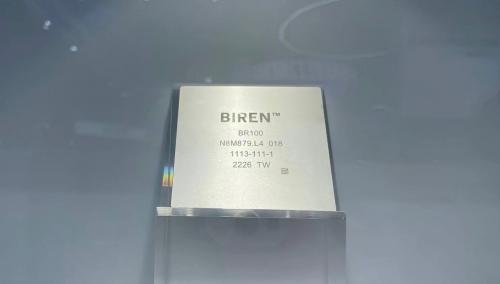 BIREN™
BR100
N8M879.L4 018
1113-111-1
2226 TW